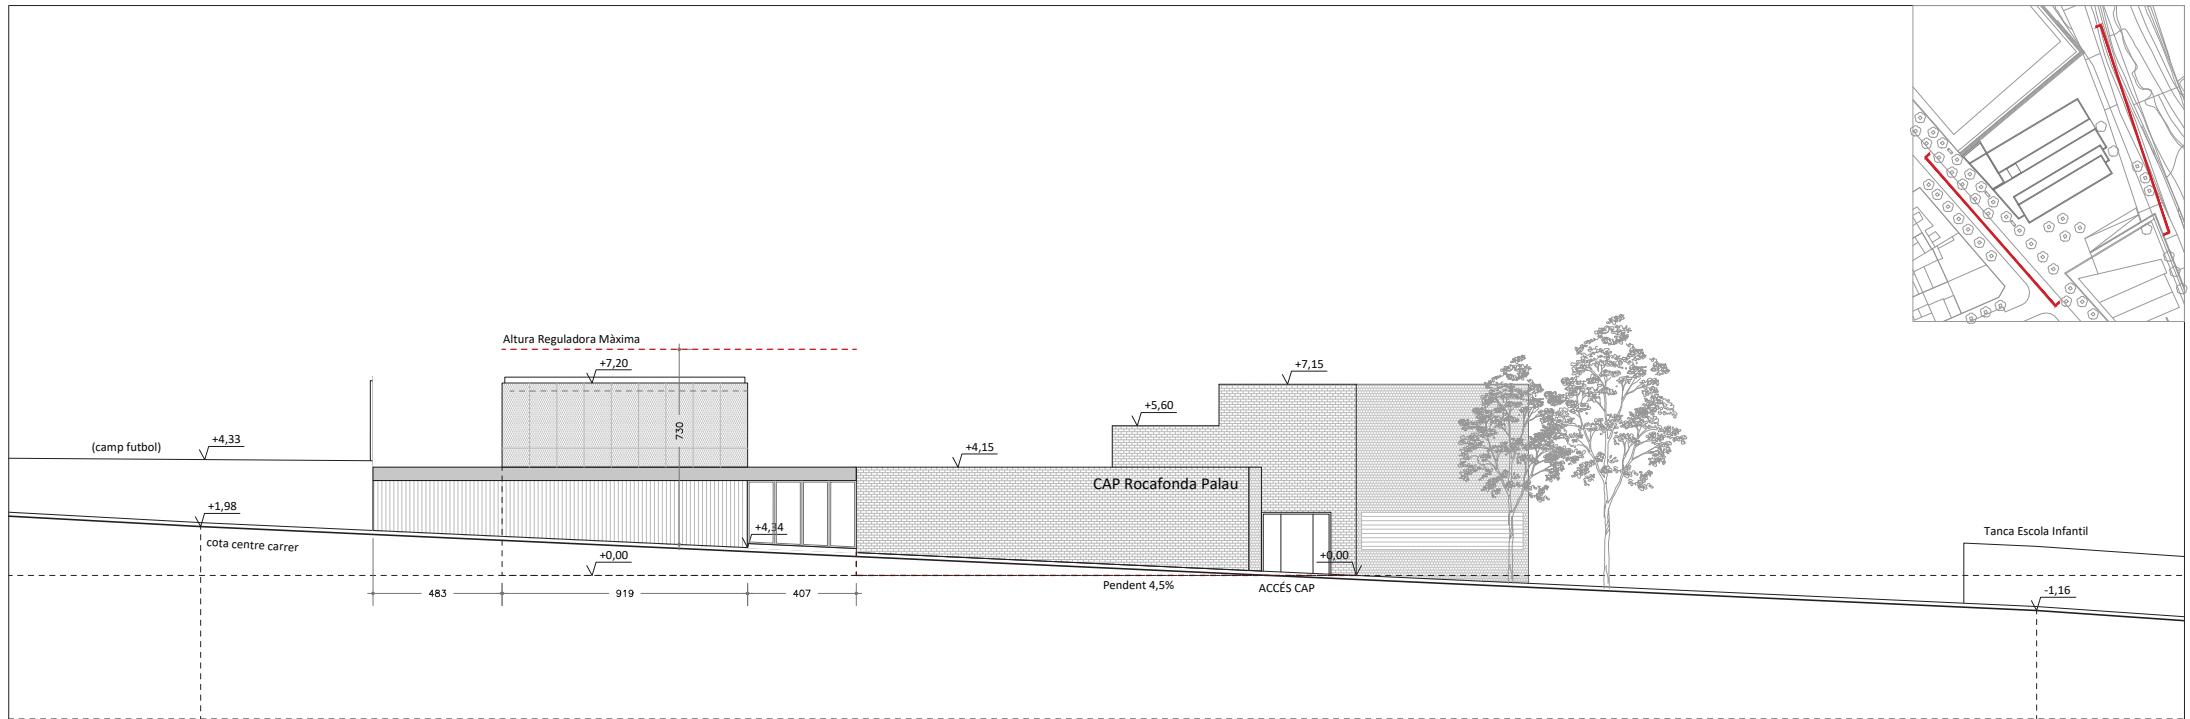 Altura Reguladora Màxima
+7,20
+7,15
+5,60
730
(camp futbol)
+4,33
+4,15
CAP Rocafonda Palau
+1,98
cota centre carrer
+4,34
+0,00
+0,00
Tanca Escola Infantil
Pendent 4,5%
ACCÉS CAP
-1,16
483
919
407